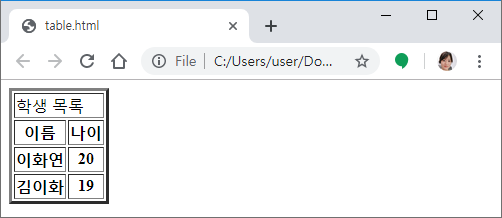 table.html
File C:/Users/user/Do...
학생 목록
이름 나이
이화연 20
김이화 19